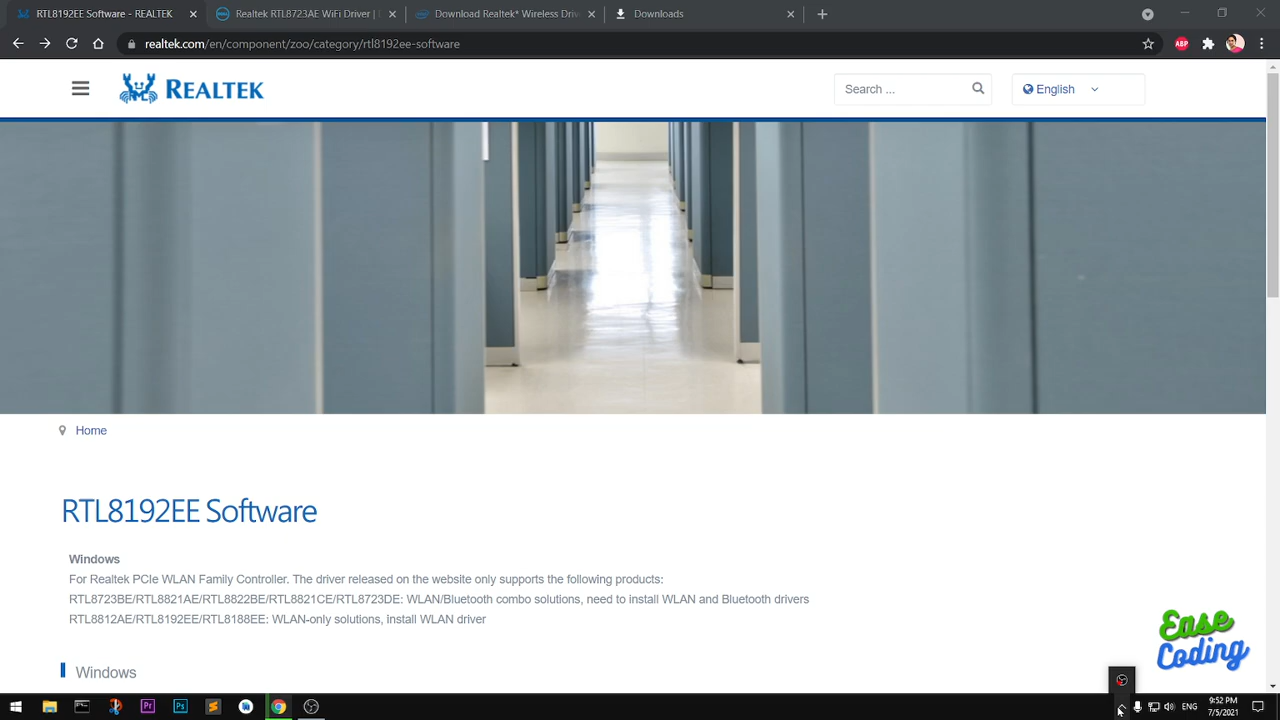 RTL8192EE Software - Realtek
RTL8723AE WiFi Driver | D
Download Realtek* Wireless Driv
Downloads
realtek.com/en/component/zoo/category/rtl8192ee-software
ABP
REALTEK
Search ...
English
Home
RTL8192EE Software
Windows
For Realtek PCIe WLAN Family Controller. The driver released on the website only supports the following products:
RTL8723BE/RTL8821AE/RTL8822BE/RTL8821CE/RTL8723DE: WLAN/Bluetooth combo solutions, need to install WLAN and Bluetooth drivers
RTL8812AE/RTL8192EE/RTL8188EE: WLAN-only solutions, install WLAN driver
Windows
Ease
Coding
Pr
Ps
ENG
9:52 PM
7/5/2021